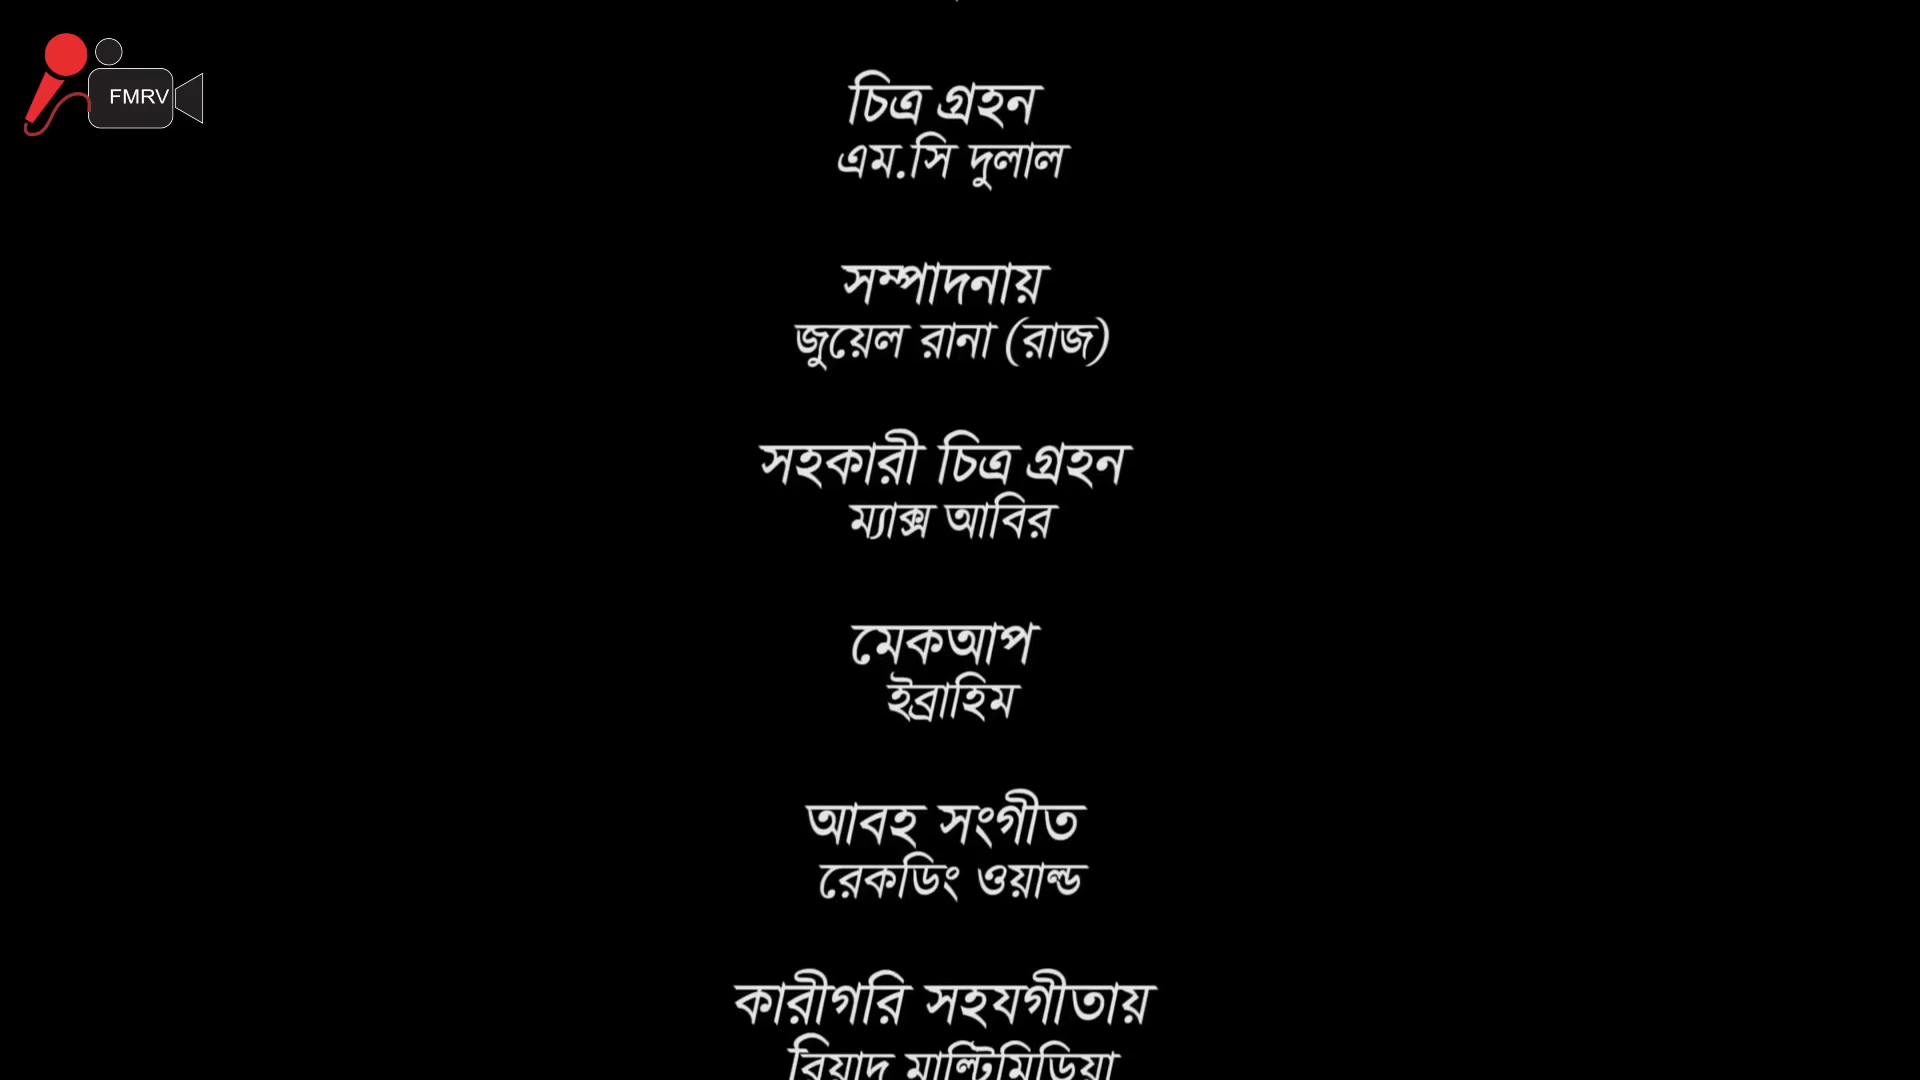 FMRV
চিত্র গ্রহন
এম.সি দুলাল
সম্পাদনায়
জুয়েল রানা (রাজ)
সহকারী চিত্র গ্রহন
ম্যাক্স আবির
মেকআপ
ইব্রাহিম
আবহ সংগীত
রেকডিং ওয়াল্ড
কারীগরি সহযগীতায়
রিয়াদ মাল্টিমিডিয়া